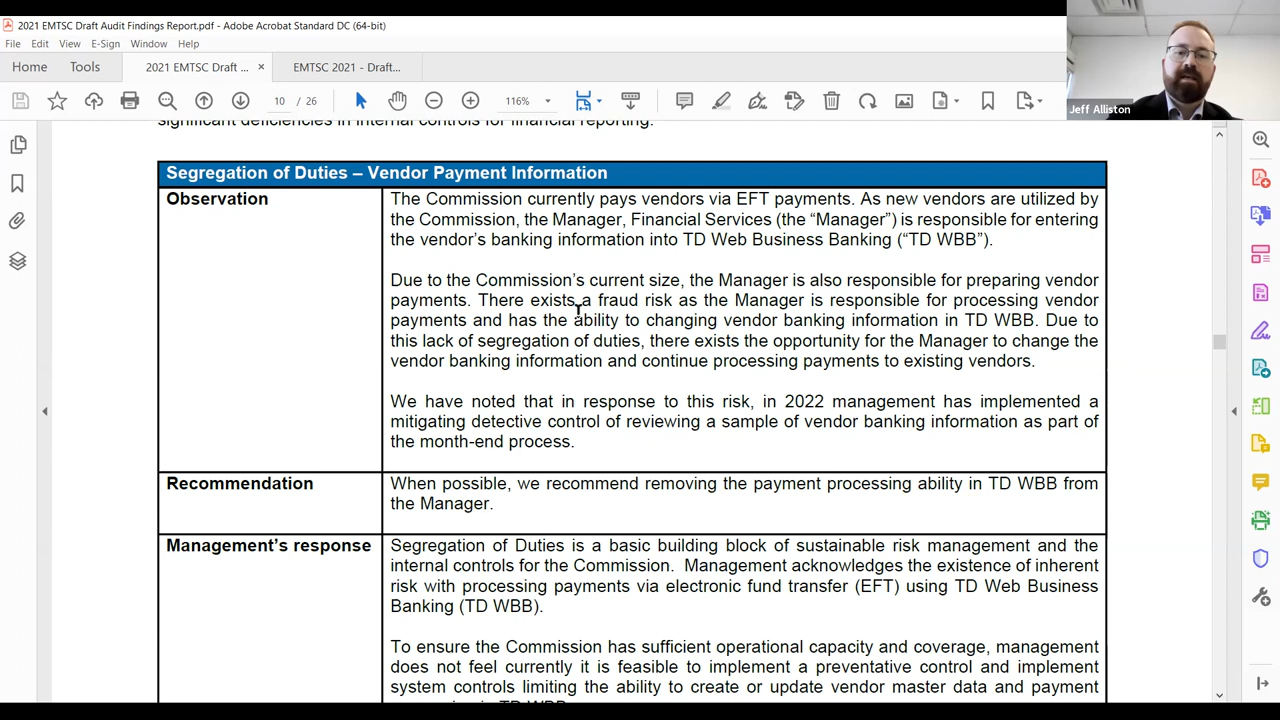 2021 EMTSC Draft Audit Findings Report.pdf - Adobe Acrobat Standard DC (64-bit)
File Edit View E-Sign Window Help
Home Tools 2021 EMTSC Draft ... × EMTSC 2021 - Draft...
10 / 26 116%
Jeff Alliston
significant deficiencies in internal controls for financial reporting.
Segregation of Duties – Vendor Payment Information
Observation
The Commission currently pays vendors via EFT payments. As new vendors are utilized by
the Commission, the Manager, Financial Services (the “Manager”) is responsible for entering
the vendor’s banking information into TD Web Business Banking (“TD WBB”).
Due to the Commission’s current size, the Manager is also responsible for preparing vendor
payments. There exists a fraud risk as the Manager is responsible for processing vendor
payments and has the ability to changing vendor banking information in TD WBB. Due to
this lack of segregation of duties, there exists the opportunity for the Manager to change the
vendor banking information and continue processing payments to existing vendors.
We have noted that in response to this risk, in 2022 management has implemented a
mitigating detective control of reviewing a sample of vendor banking information as part of
the month-end process.
Recommendation
When possible, we recommend removing the payment processing ability in TD WBB from
the Manager.
Management’s response
Segregation of Duties is a basic building block of sustainable risk management and the
internal controls for the Commission. Management acknowledges the existence of inherent
risk with processing payments via electronic fund transfer (EFT) using TD Web Business
Banking (TD WBB).
To ensure the Commission has sufficient operational capacity and coverage, management
does not feel currently it is feasible to implement a preventative control and implement
system controls limiting the ability to create or update vendor master data and payment